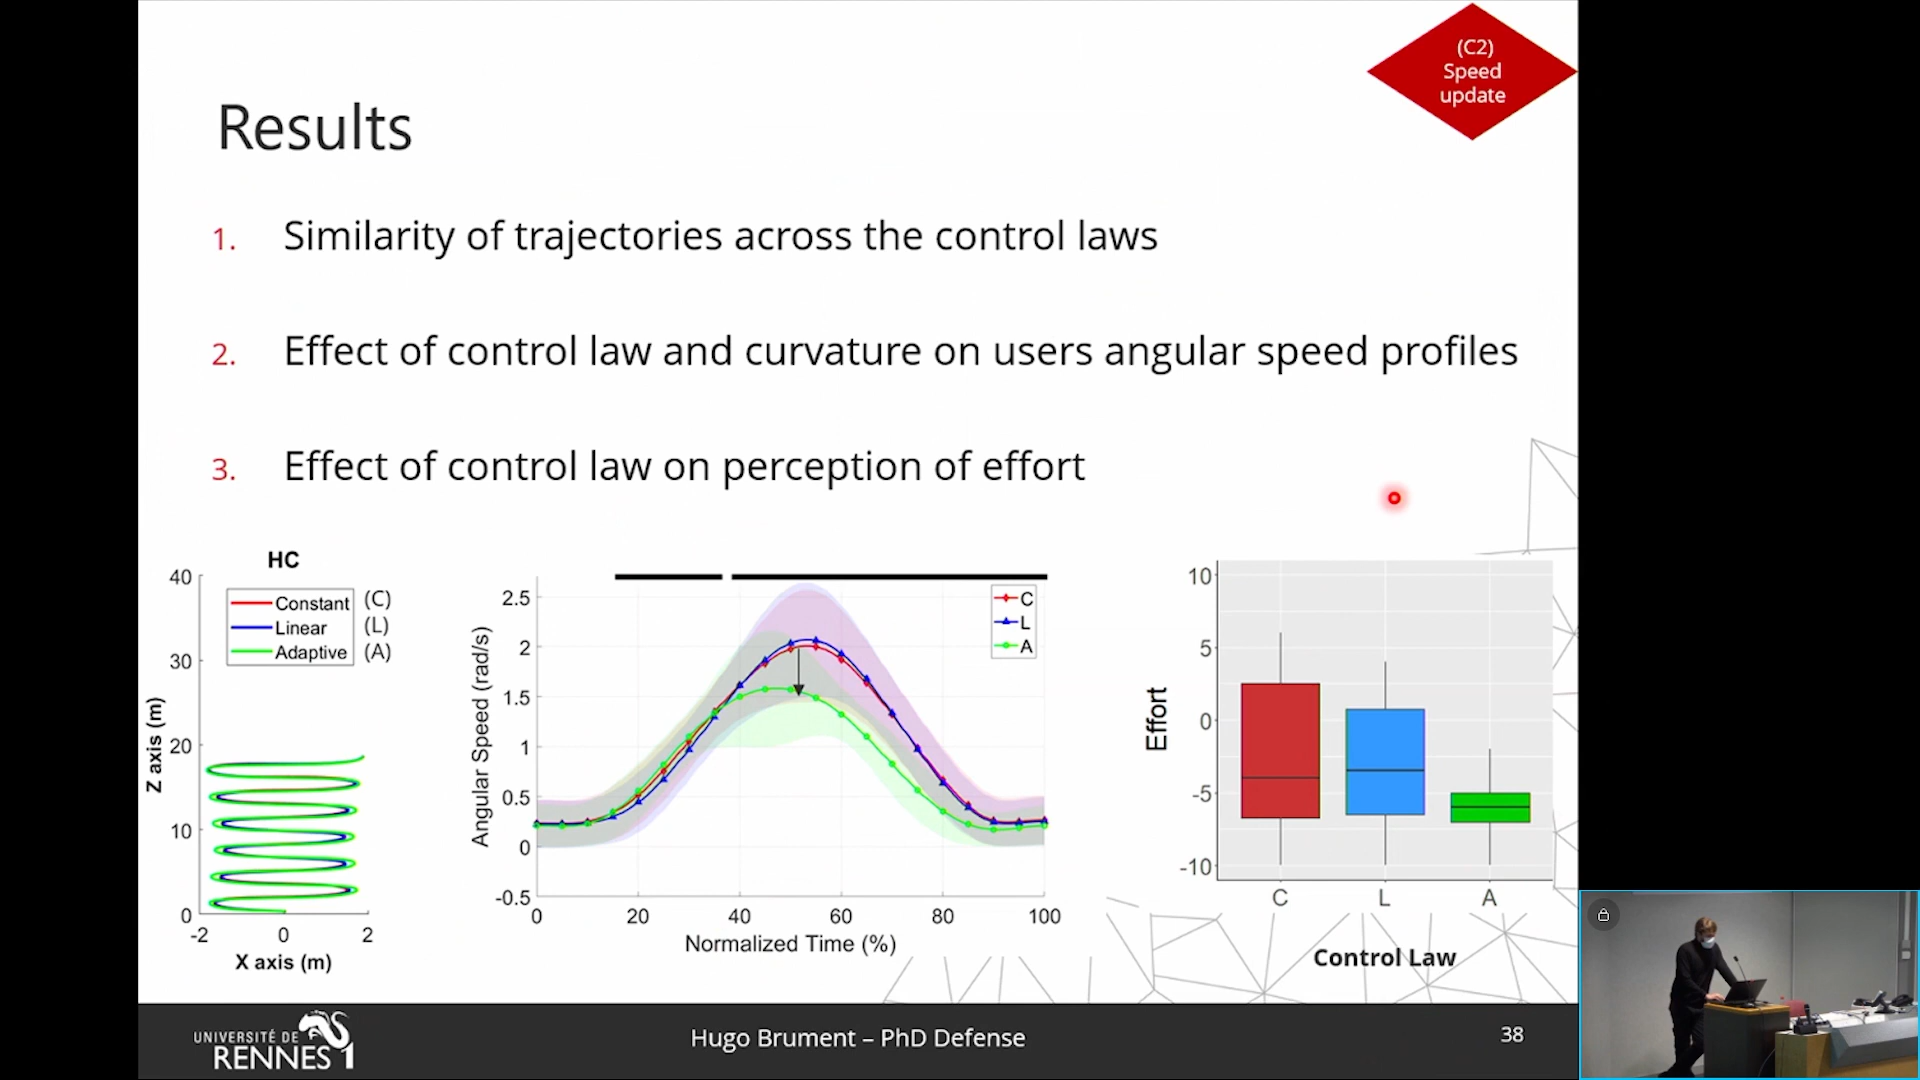 (C2)
Speed
update
Results
1. Similarity of trajectories across the control laws
2. Effect of control law and curvature on users angular speed profiles
3. Effect of control law on perception of effort
HC
40
30
20
10
0
-2
0
2
Z axis (m)
X axis (m)
Constant (C)
Linear (L)
Adaptive (A)
2.5
2
1.5
1
0.5
0
-0.5
0
20
40
60
80
100
Angular Speed (rad/s)
Normalized Time (%)
C
L
A
10
5
0
-5
-10
Effort
C
L
A
Control Law
UNIVERSITÉ DE
RENNES 1
Hugo Brument – PhD Defense
38